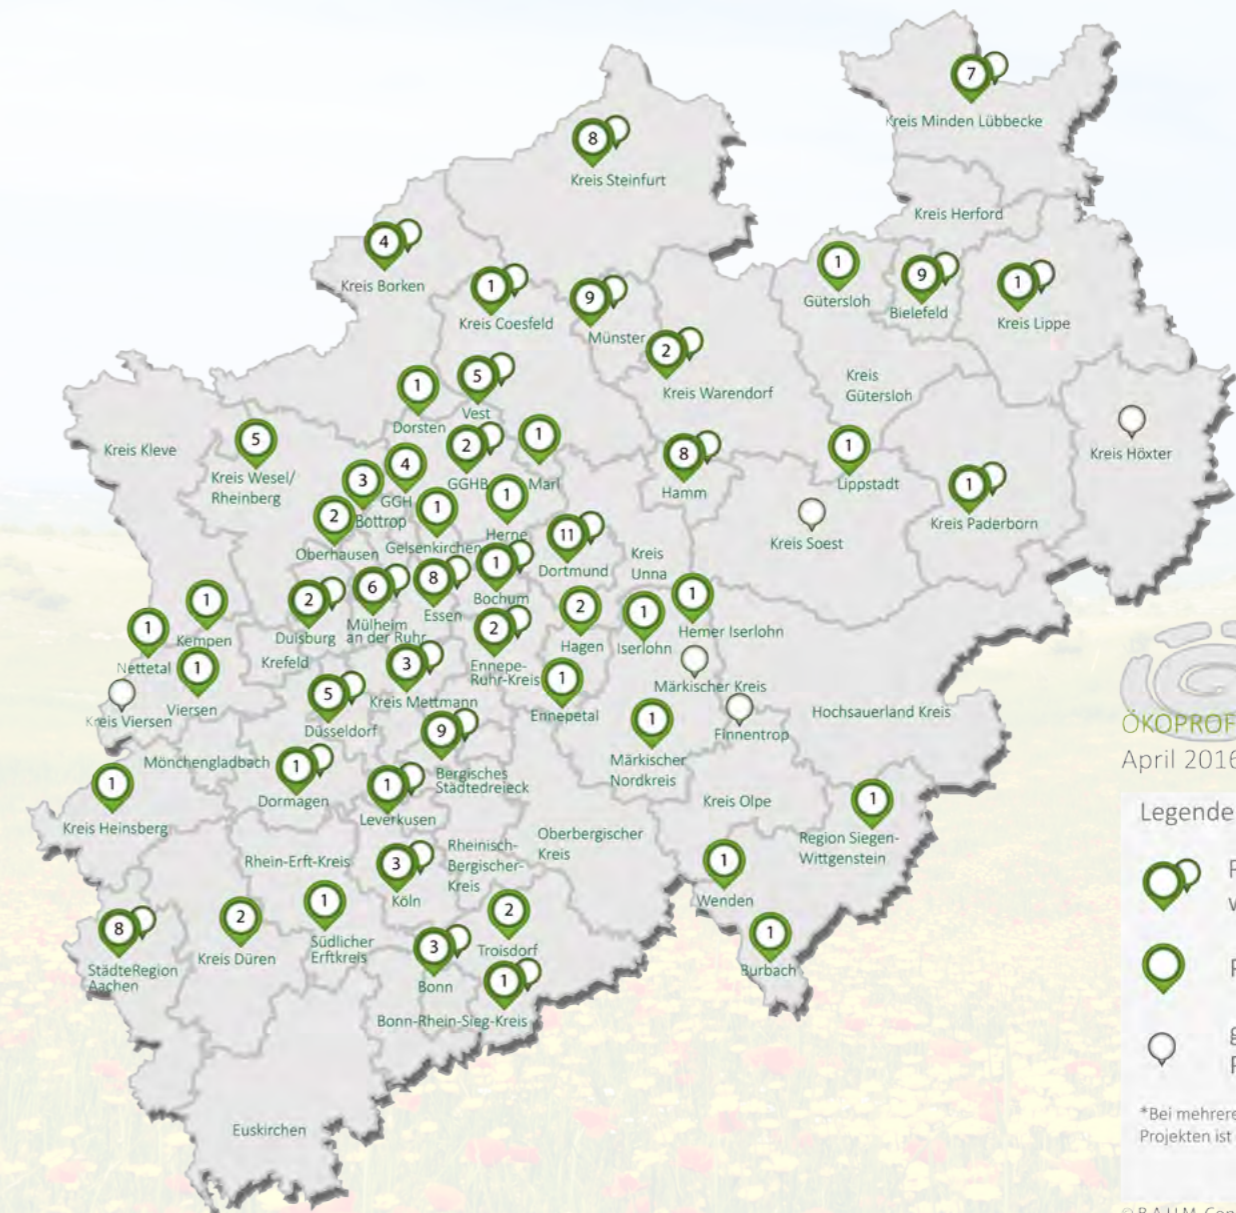 7
Kreis Minden Lübbecke
8
Kreis Steinfurt
Kreis Herford
4
Kreis Borken
1
Kreis Coesfeld
9
Münster
1
Gütersloh
9
Bielefeld
1
Kreis Lippe
2
Kreis Warendorf
Kreis
Gütersloh
1
Dorsten
5
Vest
Kreis Kleve
5
Kreis Wesel/
Rheinberg
3
Bottrop
4
GGH
2
GGHB
1
Marl
8
Hamm
1
Lippstadt
Kreis Höxter
1
Kreis Paderborn
Kreis Soest
2
Oberhausen
1
Gelsenkirchen
1
Herne
11
Dortmund
Kreis
Unna
1
Kempen
1
Nettetal
2
Duisburg
6
Mülheim
an der Ruhr
8
Essen
1
Bochum
2
Hagen
1
Iserlohn
1
Hemer Iserlohn
Krefeld
2
Ennepe-
Ruhr-Kreis
Märkischer Kreis
1
Viersen
Kreis Viersen
3
Kreis Mettmann
1
Ennepetal
5
Düsseldorf
Finnentrop
Hochsauerland Kreis
9
Bergisches
Städtedreieck
1
Märkischer
Nordkreis
Mönchengladbach
1
Dormagen
1
Leverkusen
1
Kreis Heinsberg
Kreis Olpe
1
Region Siegen-
Wittgenstein
Rhein-Erft-Kreis
Rheinisch-
Bergischer-
Kreis
Oberbergischer
Kreis
3
Köln
1
Wenden
8
StädteRegion
Aachen
2
Kreis Düren
1
Südlicher
Erftkreis
2
Troisdorf
3
Bonn
1
Bonn-Rhein-Sieg-Kreis
1
Burbach
Euskirchen
ÖKOPROF
April 2016
Legende
*Bei mehrere
Projekten ist